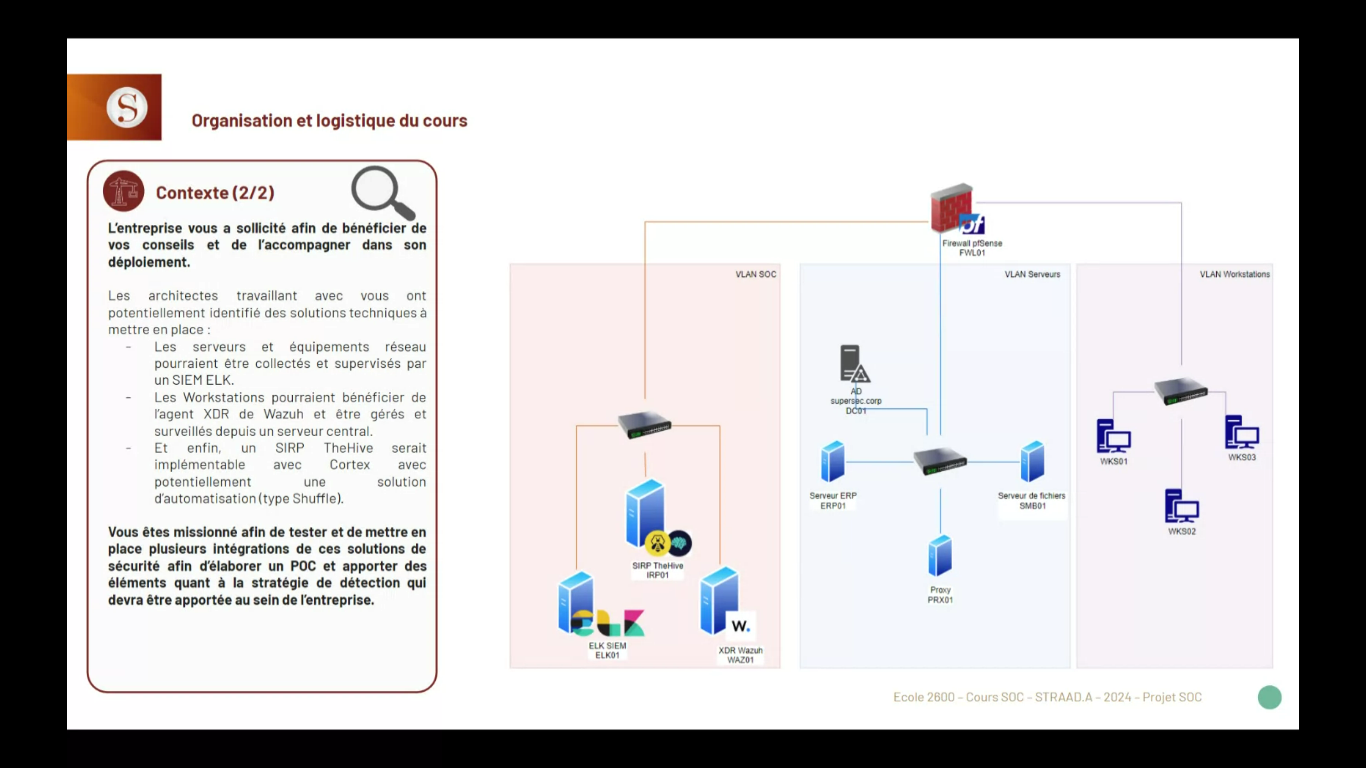 S
Organisation et logistique du cours
Contexte (2/2)
L'entreprise vous a sollicité afin de bénéficier de
vos conseils et de l'accompagner dans son
déploiement.
Les architectes travaillant avec vous ont
potentiellement identifié des solutions techniques à
mettre en place :
- Les serveurs et équipements réseau
pourraient être collectés et supervisés par
un SIEM ELK.
- Les Workstations pourraient bénéficier de
l'agent XDR de Wazuh et être gérés et
surveillés depuis un serveur central.
- Et enfin, un SIRP TheHive serait
implémentable avec Cortex avec
potentiellement une solution
d'automatisation (type Shuffle).
Vous êtes missionné afin de tester et de mettre en
place plusieurs intégrations de ces solutions de
sécurité afin d'élaborer un POC et apporter des
éléments quant à la stratégie de détection qui
devra être apportée au sein de l'entreprise.
pf
Firewall pfSense
FWL01
VLAN SOC
SIRP TheHive
IRP01
elk
ELK SIEM
ELK01
W.
XDR Wazuh
WAZ01
VLAN Serveurs
AD
supersec.corp
DC01
Serveur ERP
ERP01
Serveur de fichiers
SMB01
Proxy
PRX01
VLAN Workstations
WKS01
WKS03
WKS02
Ecole 2600 – Cours SOC – STRAAD.A – 2024 – Projet SOC